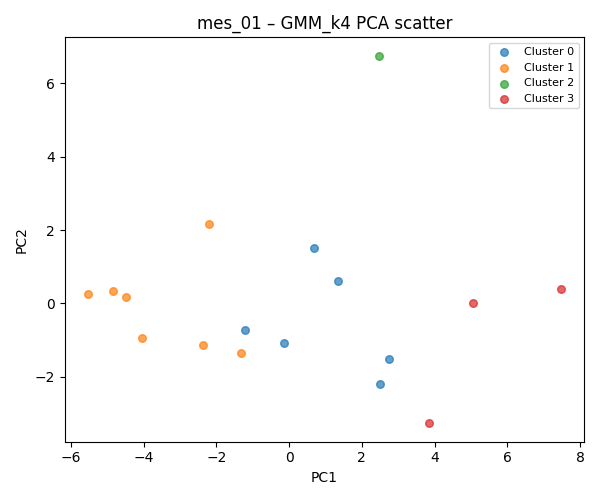 mes_01 – GMM_k4 PCA scatter
Cluster 0
Cluster 1
Cluster 2
Cluster 3
PC2
6
4
2
0
−2
−6 −4 −2 0 2 4 6 8
PC1